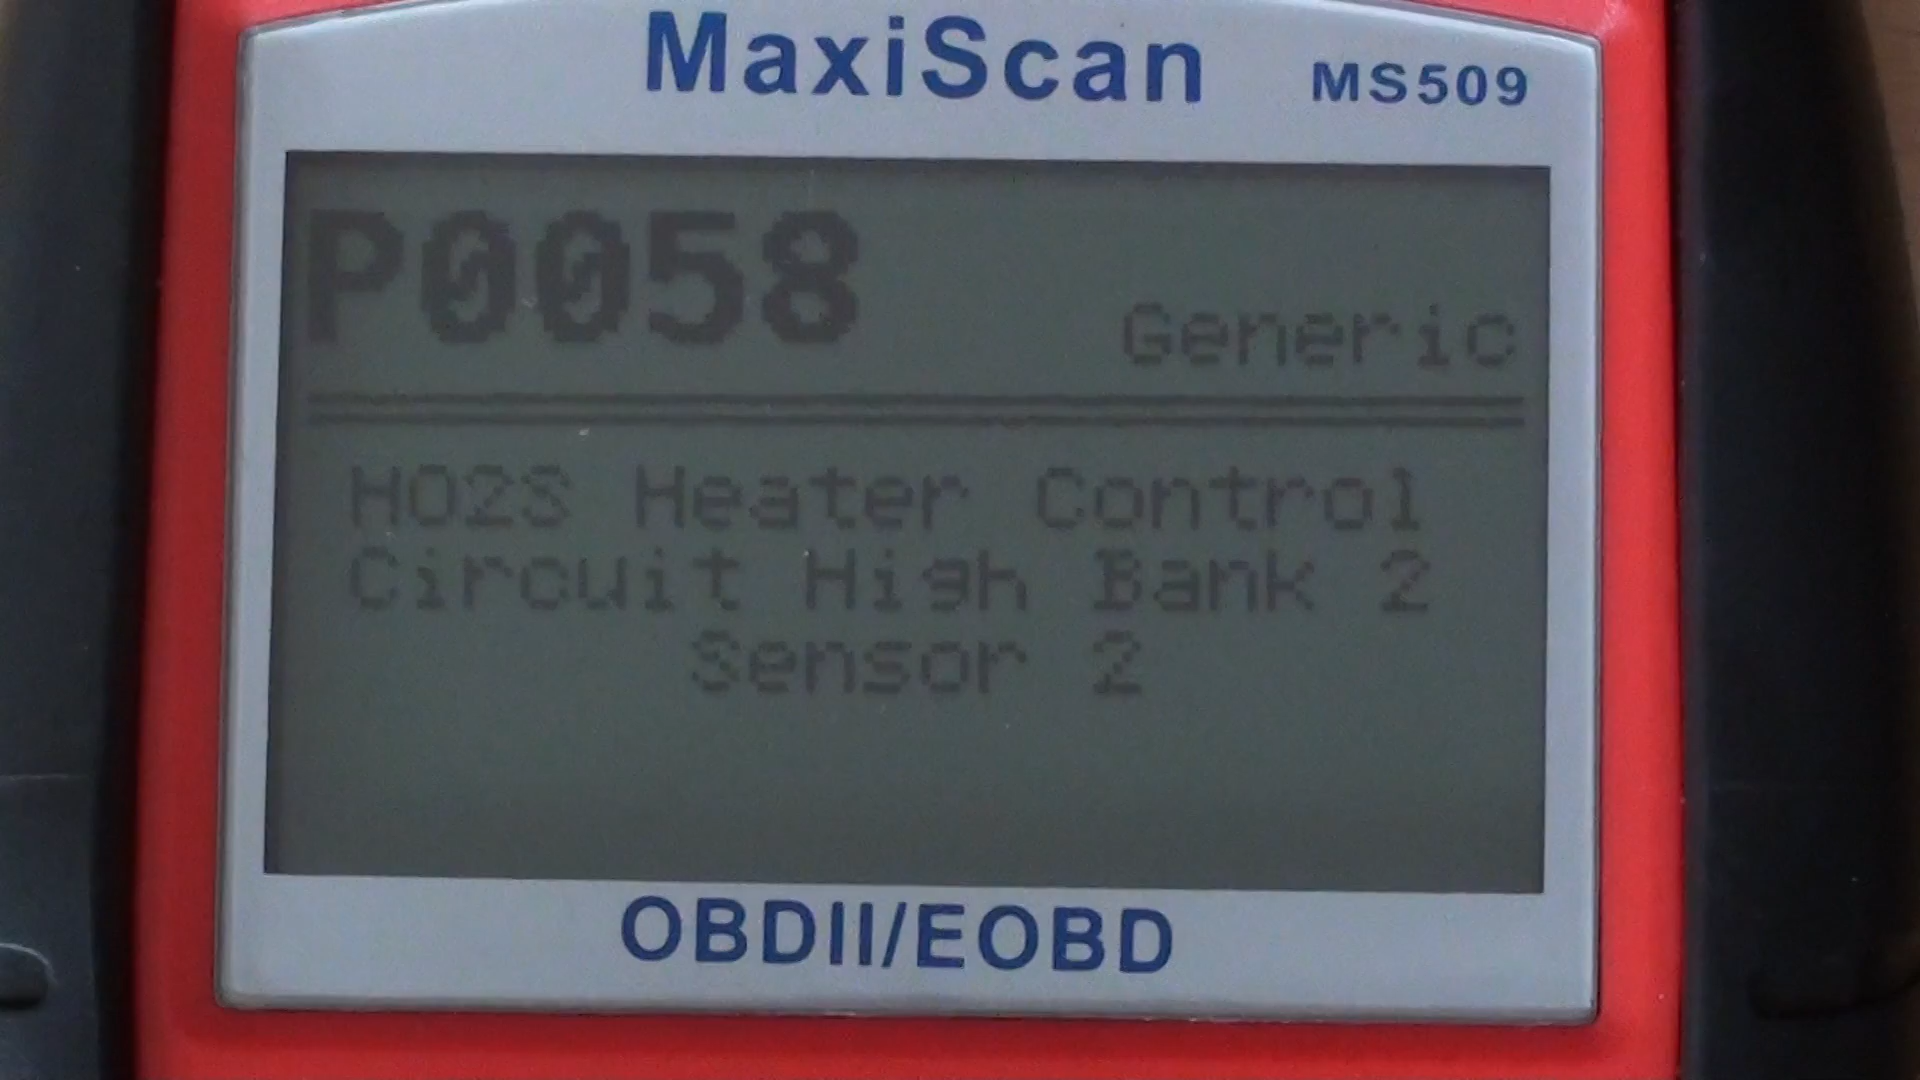 MaxiScan MS509
P0058
Generic
HO2S Heater Control
Circuit High Bank 2
Sensor 2
OBDII/EOBD